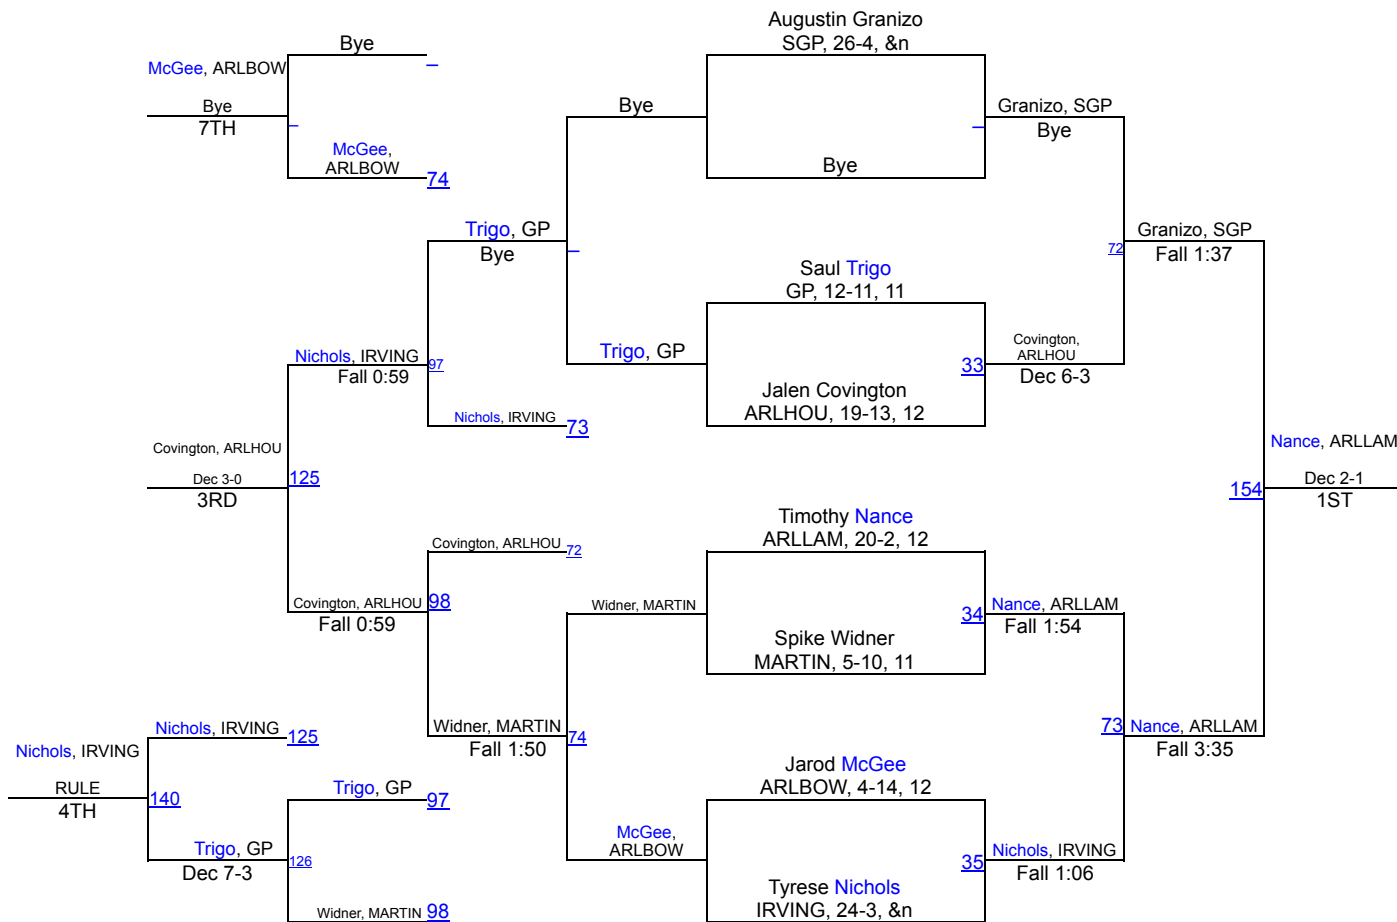 Augustin Granizo
SGP, 26-4, &n
Bye
–
McGee, ARLBOW
Bye
7TH
–
McGee,
ARLBOW
74
Bye
Granizo, SGP
Bye
–
Bye
Trigo, GP
Bye
–
Granizo, SGP
Fall 1:37
72
Saul Trigo
GP, 12-11, 11
Nichols, IRVING
Fall 0:59
97
Trigo, GP
33
Covington,
ARLHOU
Dec 6-3
Jalen Covington
ARLHOU, 19-13, 12
Nichols, IRVING
73
Covington, ARLHOU
Dec 3-0
3RD
125
Nance, ARLLAM
Dec 2-1
1ST
154
Timothy Nance
ARLLAM, 20-2, 12
Covington, ARLHOU
72
Covington, ARLHOU
Fall 0:59
98
Widner, MARTIN
34
Nance, ARLLAM
Fall 1:54
Spike Widner
MARTIN, 5-10, 11
Nichols, IRVING
RULE
4TH
140
Nichols, IRVING
125
Widner, MARTIN
Fall 1:50
74
73
Nance, ARLLAM
Fall 3:35
Jarod McGee
ARLBOW, 4-14, 12
Trigo, GP
97
McGee,
ARLBOW
35
Nichols, IRVING
Fall 1:06
Trigo, GP
Dec 7-3
126
Tyrese Nichols
IRVING, 24-3, &n
Widner, MARTIN
98